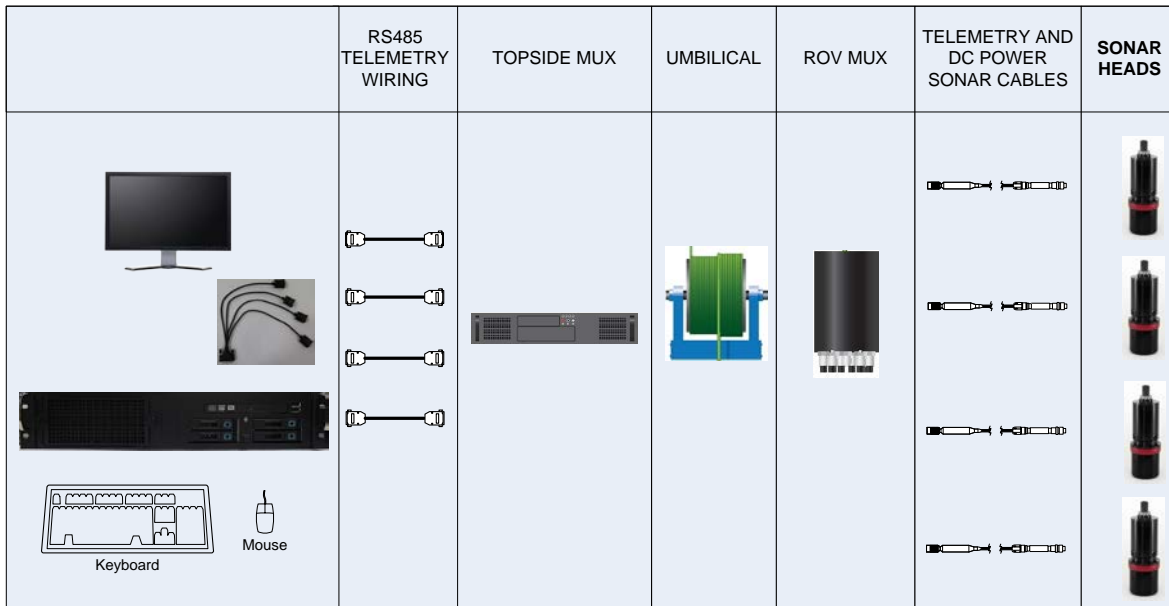 RS485
TELEMETRY
WIRING
TOPSIDE MUX
UMBILICAL
ROV MUX
TELEMETRY AND
DC POWER
SONAR CABLES
SONAR
HEADS
Keyboard
Mouse